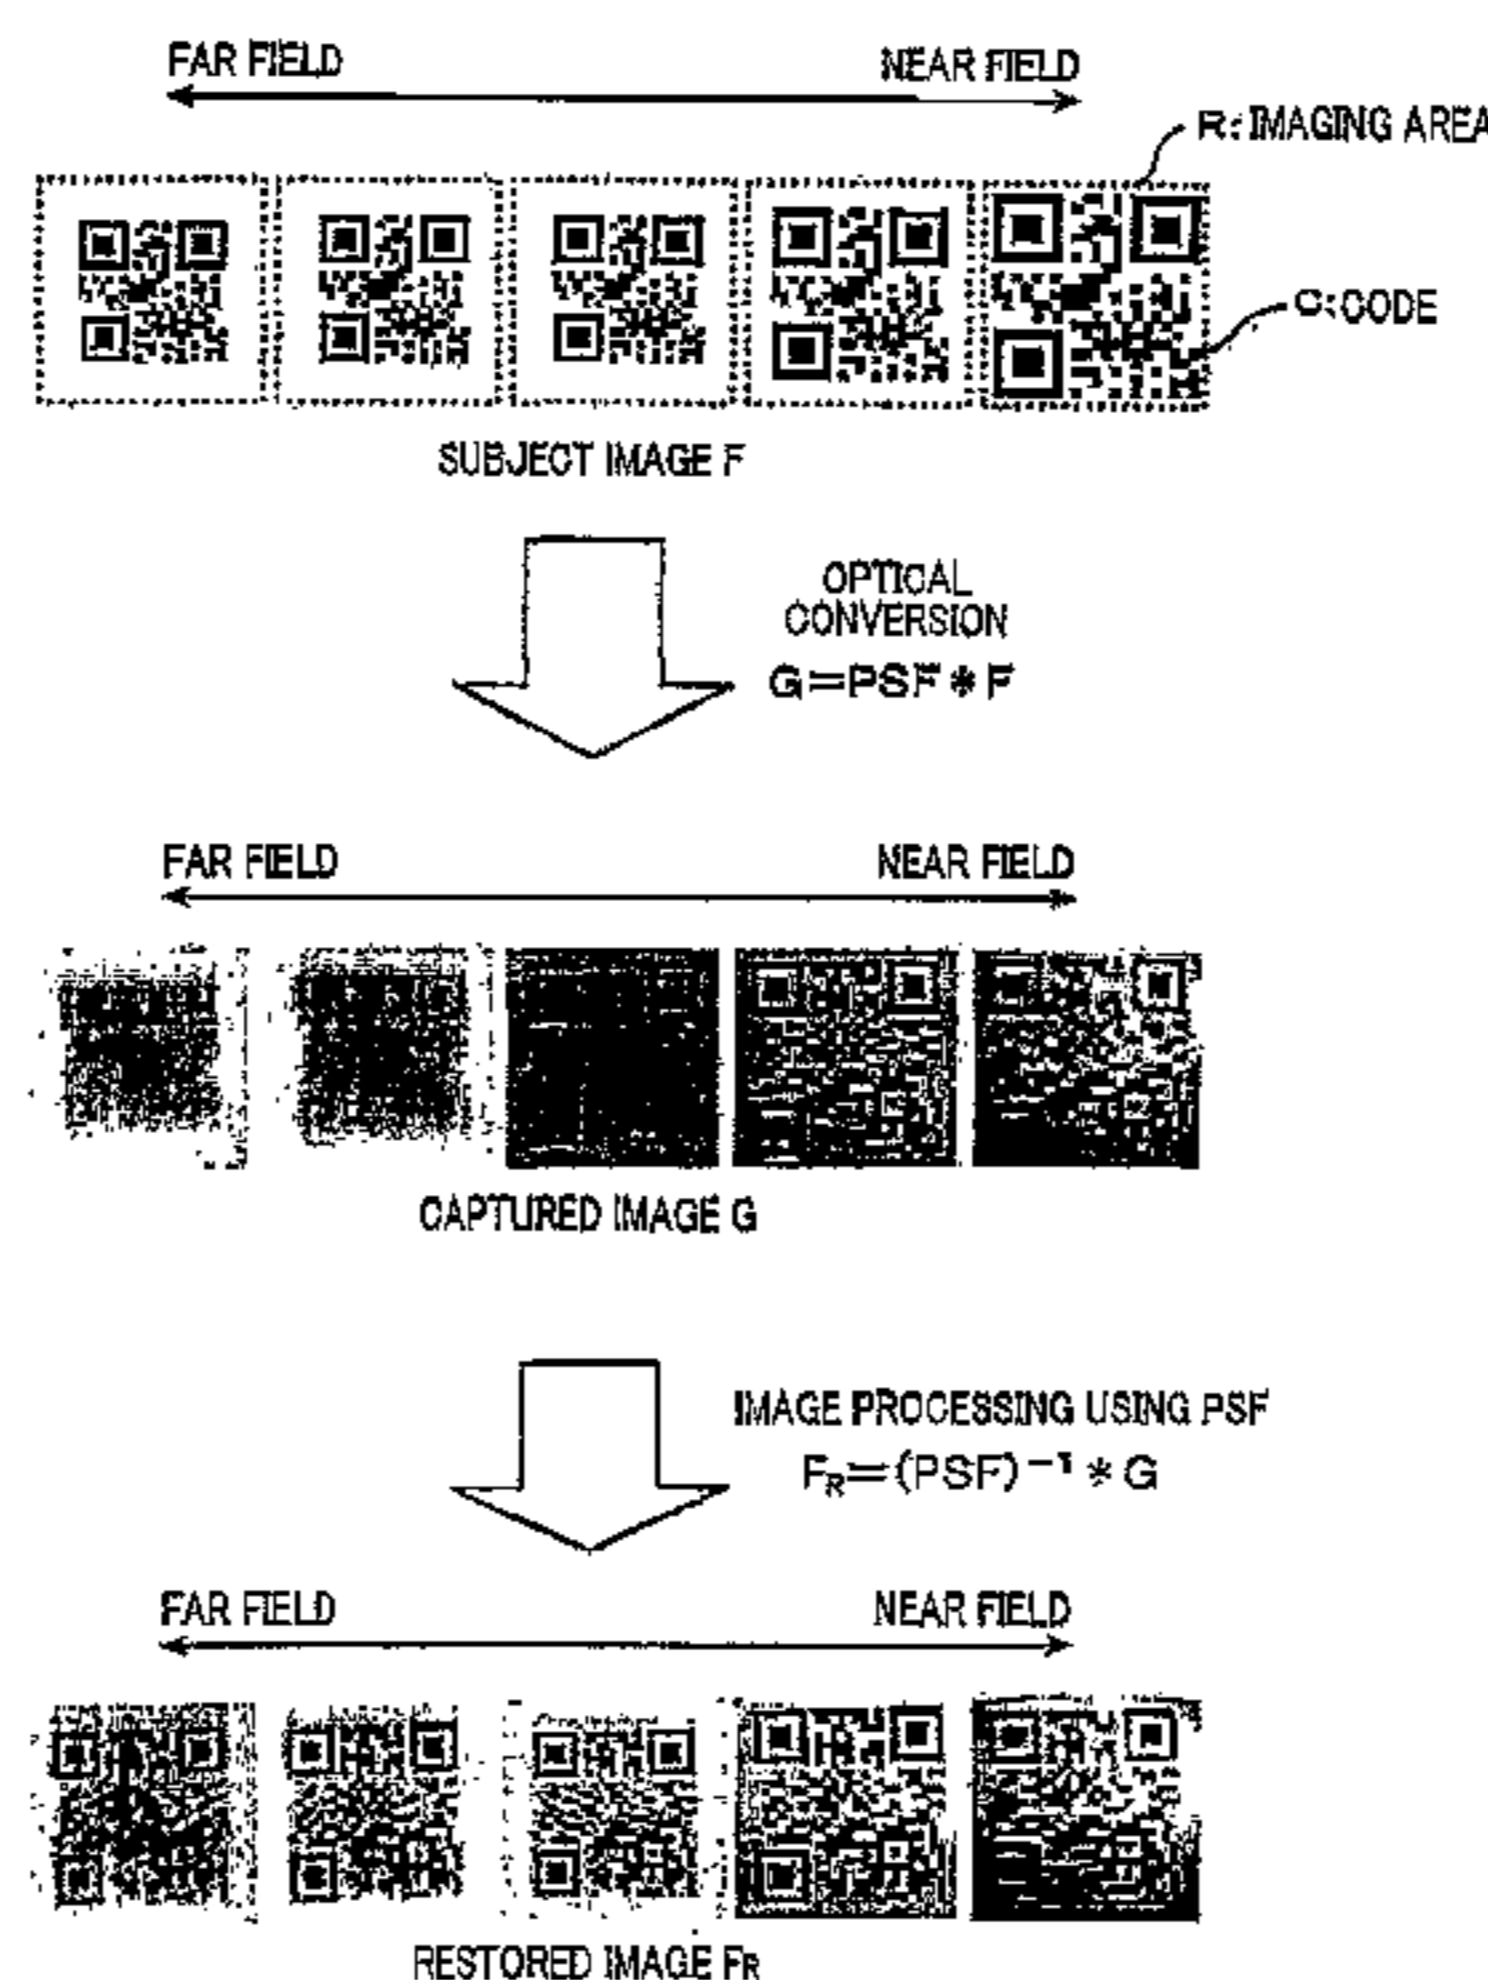 FAR FIELD
NEAR FIELD
R: IMAGING AREA
C: CODE
SUBJECT IMAGE F
OPTICAL
CONVERSION
G=PSF*F
FAR FIELD
NEAR FIELD
CAPTURED IMAGE G
IMAGE PROCESSING USING PSF
FR=(PSF)⁻¹*G
FAR FIELD
NEAR FIELD
RESTORED IMAGE FR